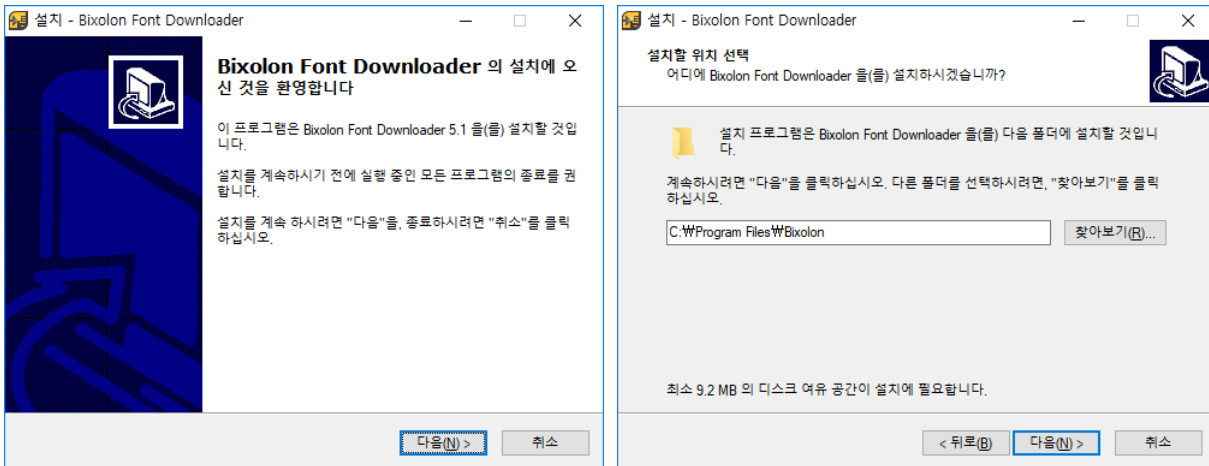 설치 - Bixolon Font Downloader
Bixolon Font Downloader 의 설치에 오
신 것을 환영합니다
이 프로그램은 Bixolon Font Downloader 5.1 을(를) 설치할 것입
니다.
설치를 계속하시기 전에 실행 중인 모든 프로그램의 종료를 권
합니다.
설치를 계속 하시려면 "다음"을, 종료하시려면 "취소"를 클릭
하십시오.
다음(N) >
취소
설치 - Bixolon Font Downloader
설치할 위치 선택
어디에 Bixolon Font Downloader 을(를) 설치하시겠습니까?
설치 프로그램은 Bixolon Font Downloader 을(를) 다음 폴더에 설치할 것입니
다.
계속하시려면 "다음"을 클릭하십시오. 다른 폴더를 선택하시려면, "찾아보기"를 클릭
하십시오.
C:₩Program Files₩Bixolon
찾아보기(R)...
최소 9.2 MB 의 디스크 여유 공간이 설치에 필요합니다.
< 뒤로(B)
다음(N) >
취소